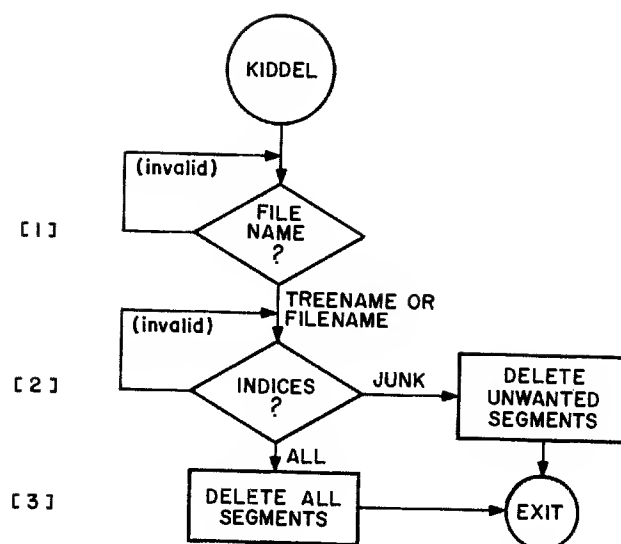 KIDDEL
(invalid)
[1]
FILE
NAME
?
TREENAME OR
FILENAME
(invalid)
[2]
INDICES
?
JUNK
DELETE
UNWANTED
SEGMENTS
ALL
[3]
DELETE ALL
SEGMENTS
EXIT